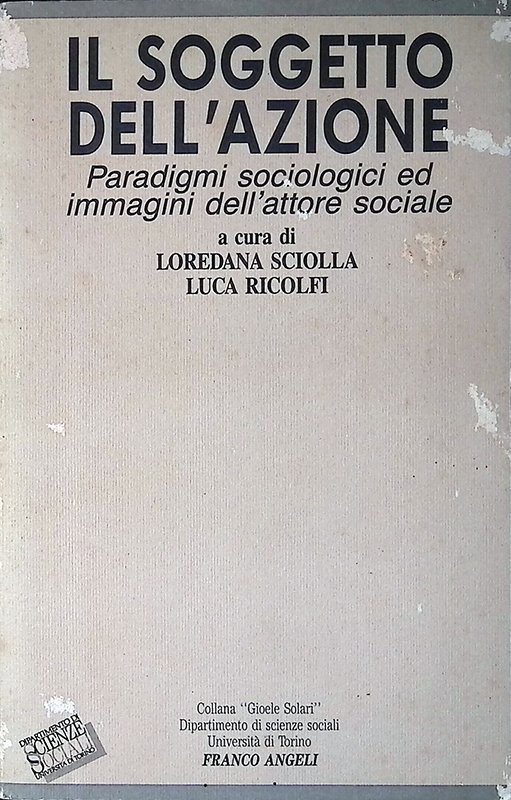 IL SOGGETTO
DELL'AZIONE
Paradigmi sociologici ed
immagini dell'attore sociale
a cura di
LOREDANA SCIOLLA
LUCA RICOLFI
Collana "Gioele Solari"
Dipartimento di scienze sociali
Università di Torino
FRANCO ANGELI
DIPARTIMENTO DI
SCIENZE
SOCIALI
UNIVERSITÀ DI TORINO